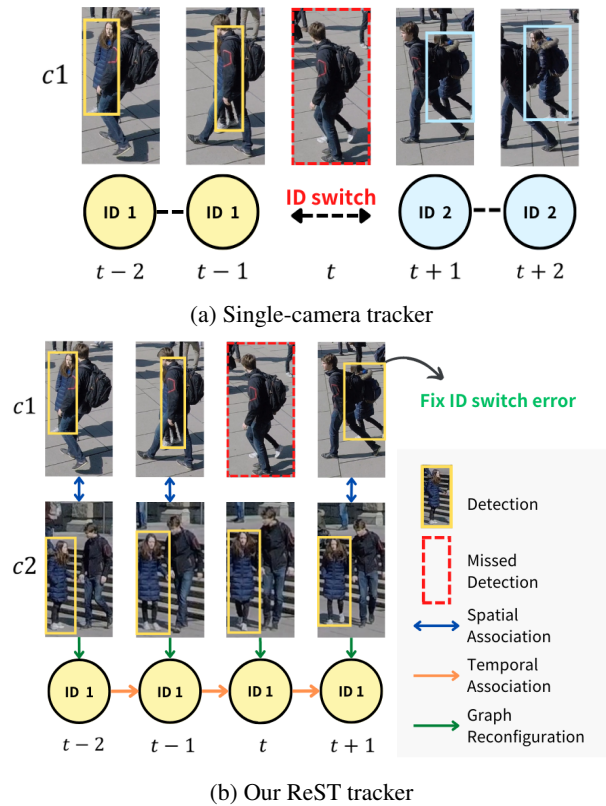 c1
ID 1
ID 1
ID switch
ID 2
ID 2
t − 2
t − 1
t
t + 1
t + 2
(a) Single-camera tracker
c1
Fix ID switch error
c2
Detection
Missed
Detection
Spatial
Association
Temporal
Association
Graph
Reconfiguration
ID 1
ID 1
ID 1
ID 1
t − 2
t − 1
t
t + 1
(b) Our ReST tracker